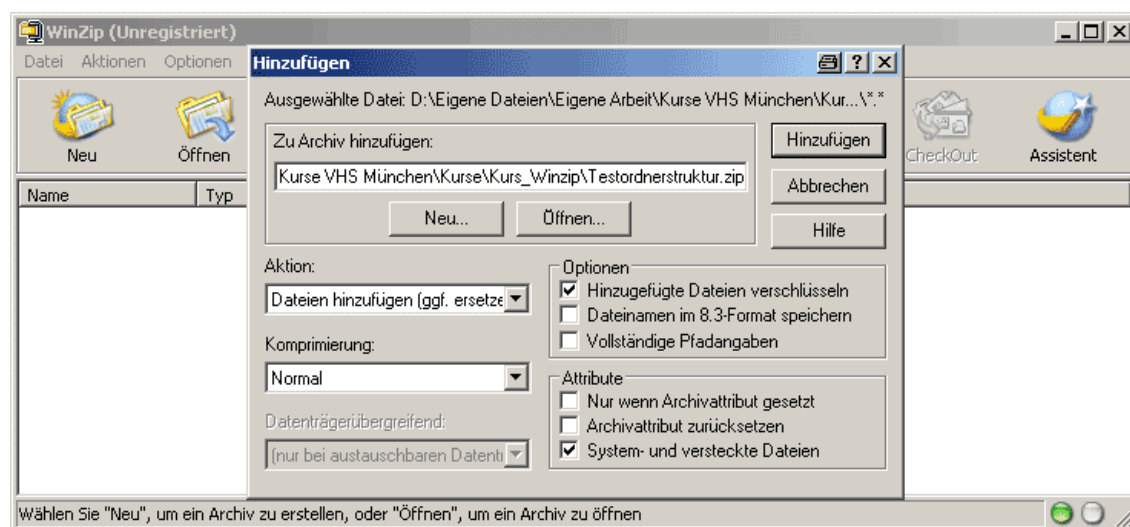 WinZip (Unregistriert)
Datei Aktionen Optionen
Hinzufügen
Ausgewählte Datei: D:\Eigene Dateien\Eigene Arbeit\Kurse VHS München\Kur...\*.*
Zu Archiv hinzufügen:
Kurse VHS München\Kurse\Kurs_Winzip\Testordnerstruktur.zip
Neu...
Öffnen...
Hinzufügen
Abbrechen
Hilfe
Neu
Öffnen
CheckOut
Assistent
Name
Typ
Aktion:
Dateien hinzufügen (ggf. ersetze
Komprimierung:
Normal
Datenträgerübergreifend:
(nur bei austauschbaren Datentr
Optionen
Hinzugefügte Dateien verschlüsseln
Dateinamen im 8.3-Format speichern
Vollständige Pfadangaben
Attribute
Nur wenn Archivattribut gesetzt
Archivattribut zurücksetzen
System- und versteckte Dateien
Wählen Sie "Neu", um ein Archiv zu erstellen, oder "Öffnen", um ein Archiv zu öffnen